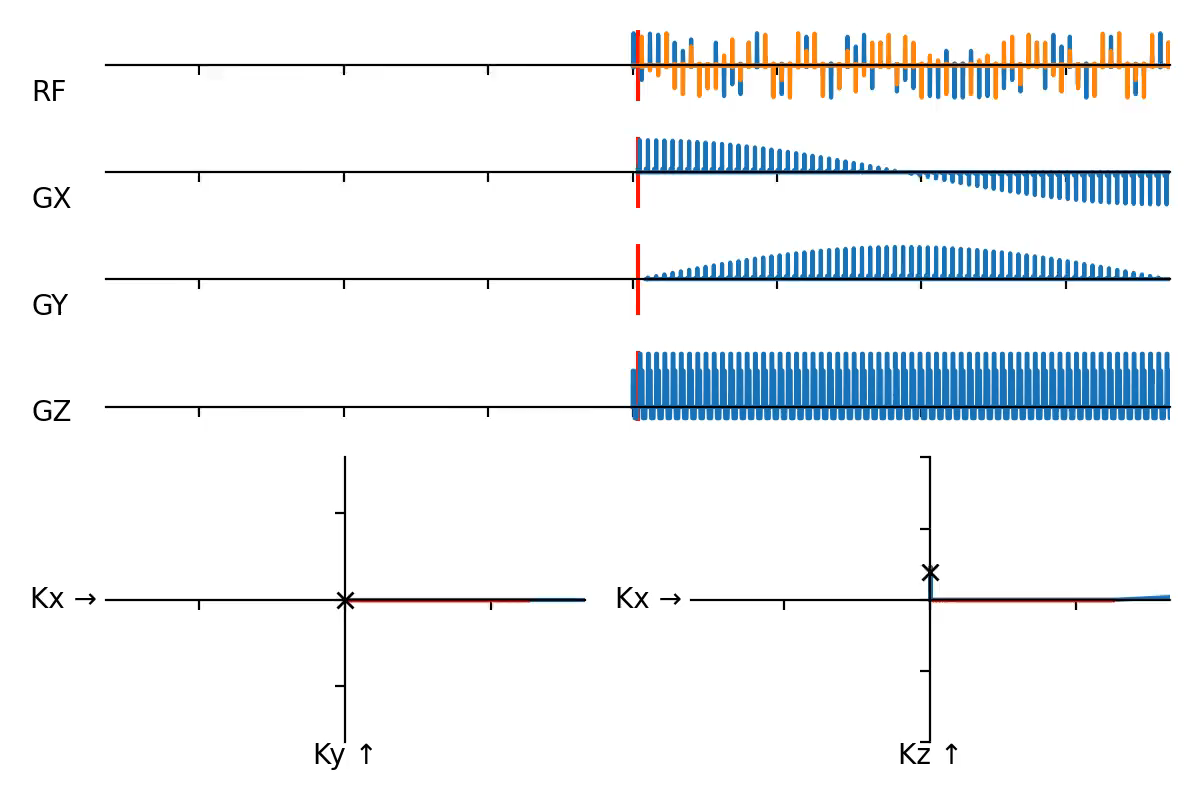 RF
GX
GY
GZ
Kx →
Ky ↑
Kx →
Kz ↑